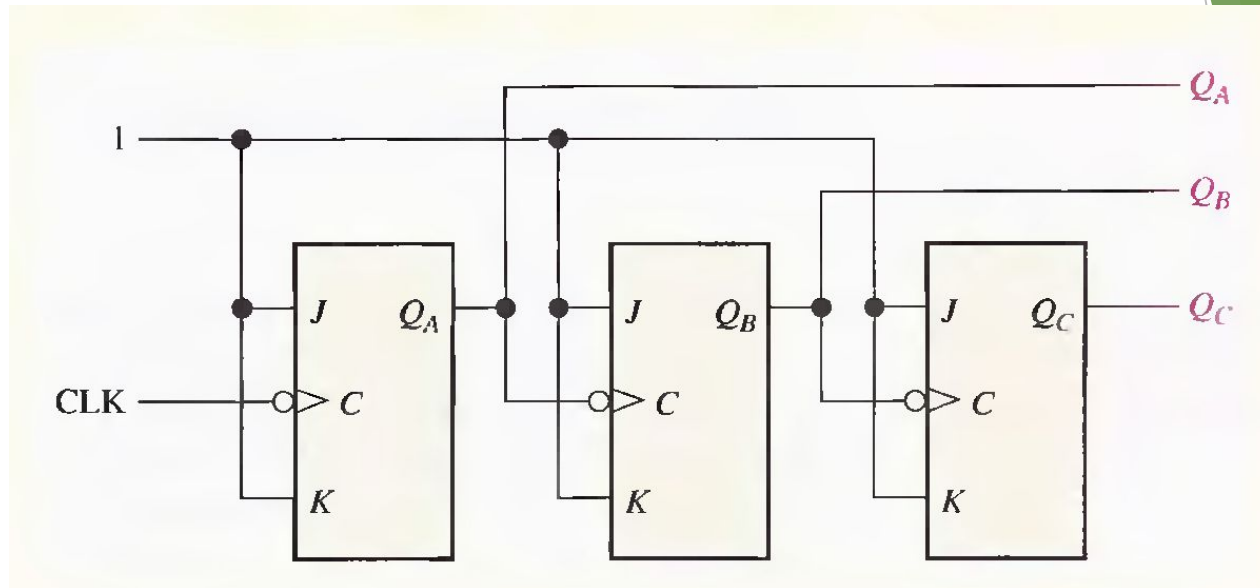 Q_A
1
Q_B
J Q_A J Q_B J Q_C Q_C
CLK C C C
K K K